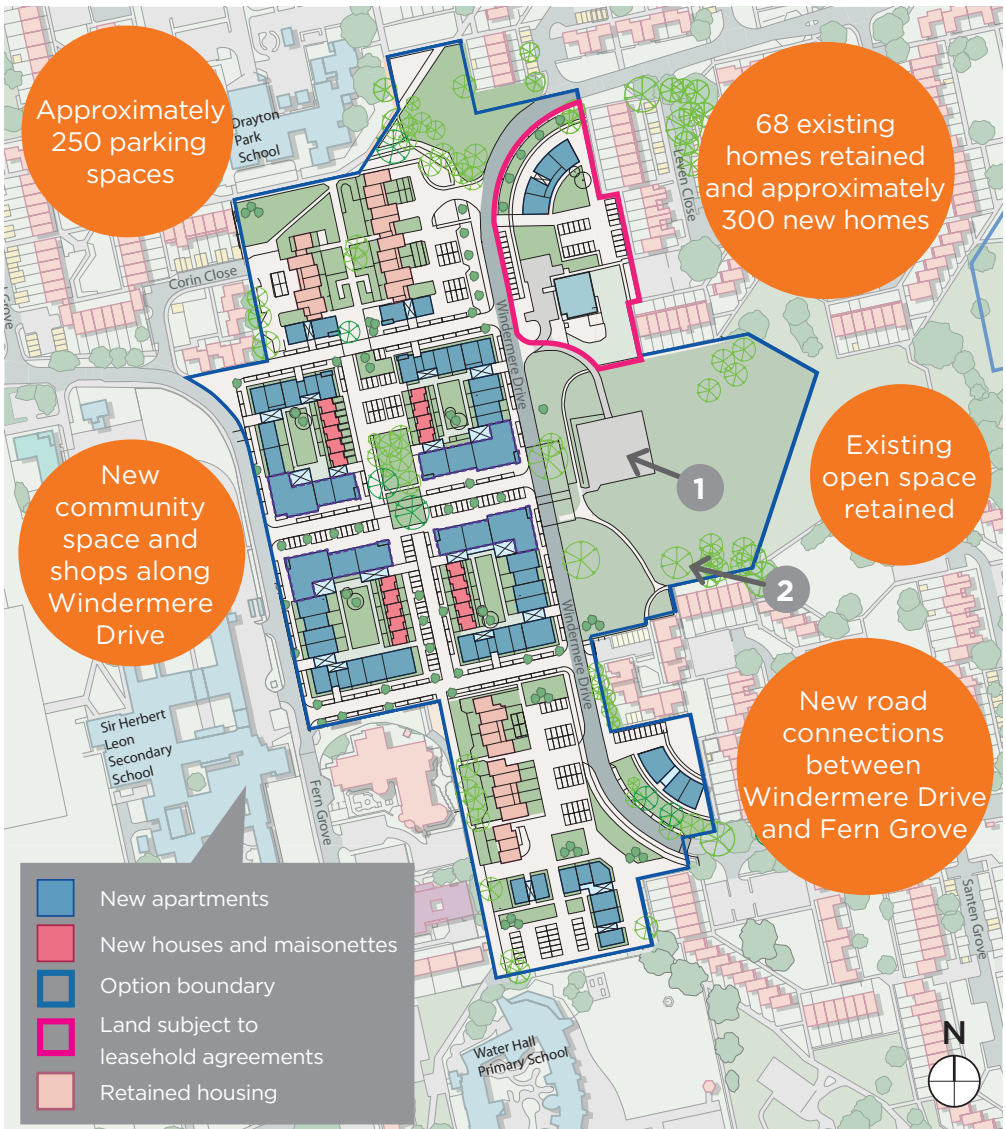 Approximately
250 parking
spaces
Drayton
Park
School
68 existing
homes retained
and approximately
300 new homes
Leven Close
Corin Close
Grove
Windermere Drive
New
community
space and
shops along
Windermere
Drive
Existing
open space
retained
1
2
Windermere Drive
Sir Herbert
Leon
Secondary
School
Fern Grove
New road
connections
between
Windermere Drive
and Fern Grove
Santen Grove
New apartments
New houses and maisonettes
Option boundary
Land subject to
leasehold agreements
Retained housing
Water Hall
Primary School
N